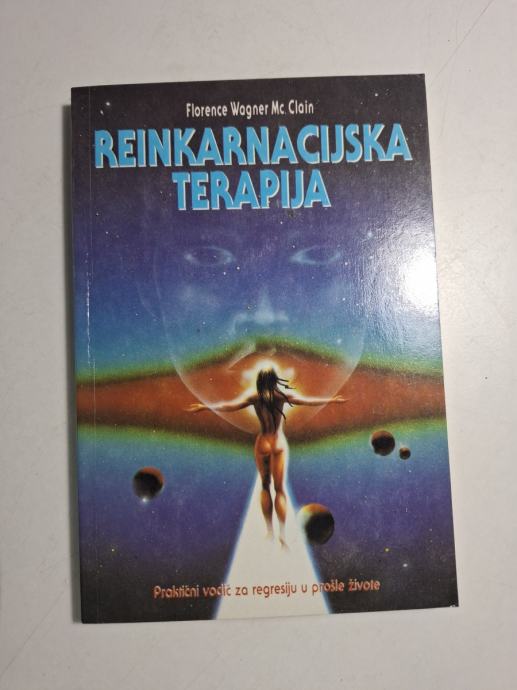 Florence Wagner Mc. Clain
REINKARNACIJSKA
TERAPIJA
Praktični vodič za regresiju u prošle živote